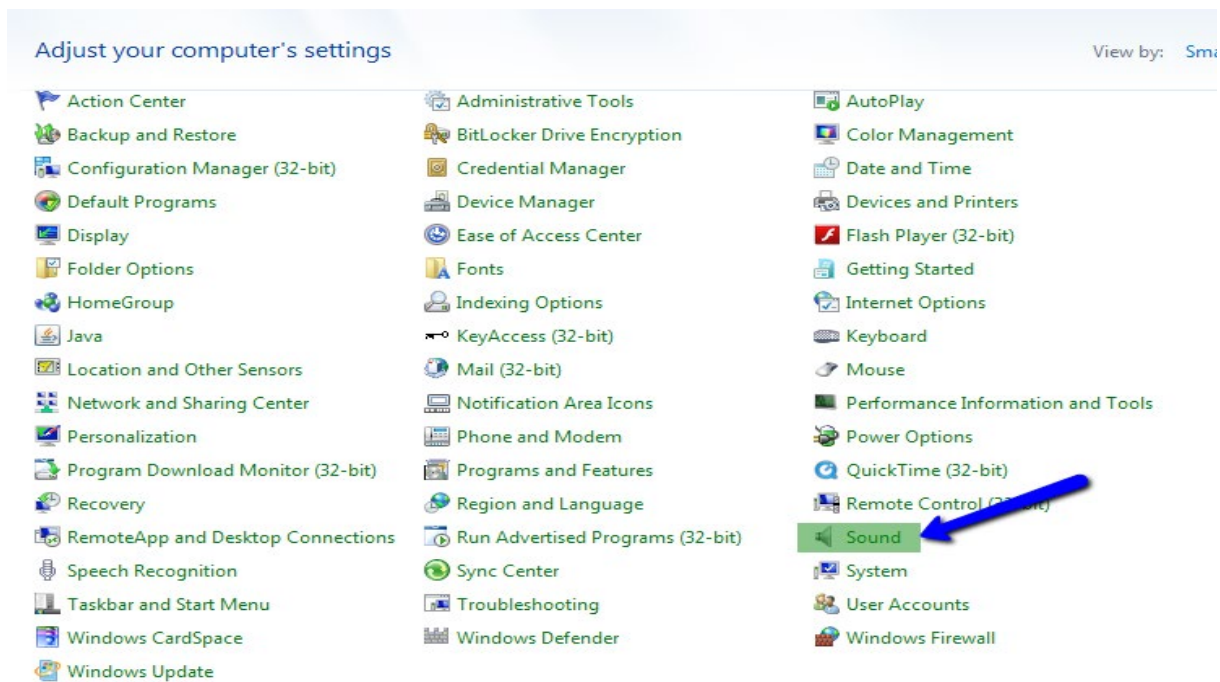 Adjust your computer's settings
View by: Sma
Action Center
Administrative Tools
AutoPlay
Backup and Restore
BitLocker Drive Encryption
Color Management
Configuration Manager (32-bit)
Credential Manager
Date and Time
Default Programs
Device Manager
Devices and Printers
Display
Ease of Access Center
Flash Player (32-bit)
Folder Options
Fonts
Getting Started
HomeGroup
Indexing Options
Internet Options
Java
KeyAccess (32-bit)
Keyboard
Location and Other Sensors
Mail (32-bit)
Mouse
Network and Sharing Center
Notification Area Icons
Performance Information and Tools
Personalization
Phone and Modem
Power Options
Program Download Monitor (32-bit)
Programs and Features
QuickTime (32-bit)
Recovery
Region and Language
Remote Control (32-bit)
RemoteApp and Desktop Connections
Run Advertised Programs (32-bit)
Sound
Speech Recognition
Sync Center
System
Taskbar and Start Menu
Troubleshooting
User Accounts
Windows CardSpace
Windows Defender
Windows Firewall
Windows Update